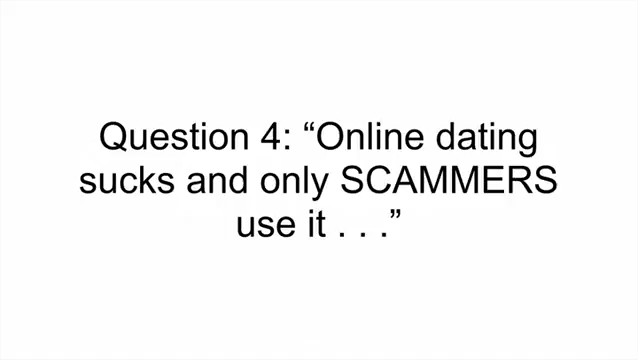 Question 4: “Online dating
sucks and only SCAMMERS
use it . . .”